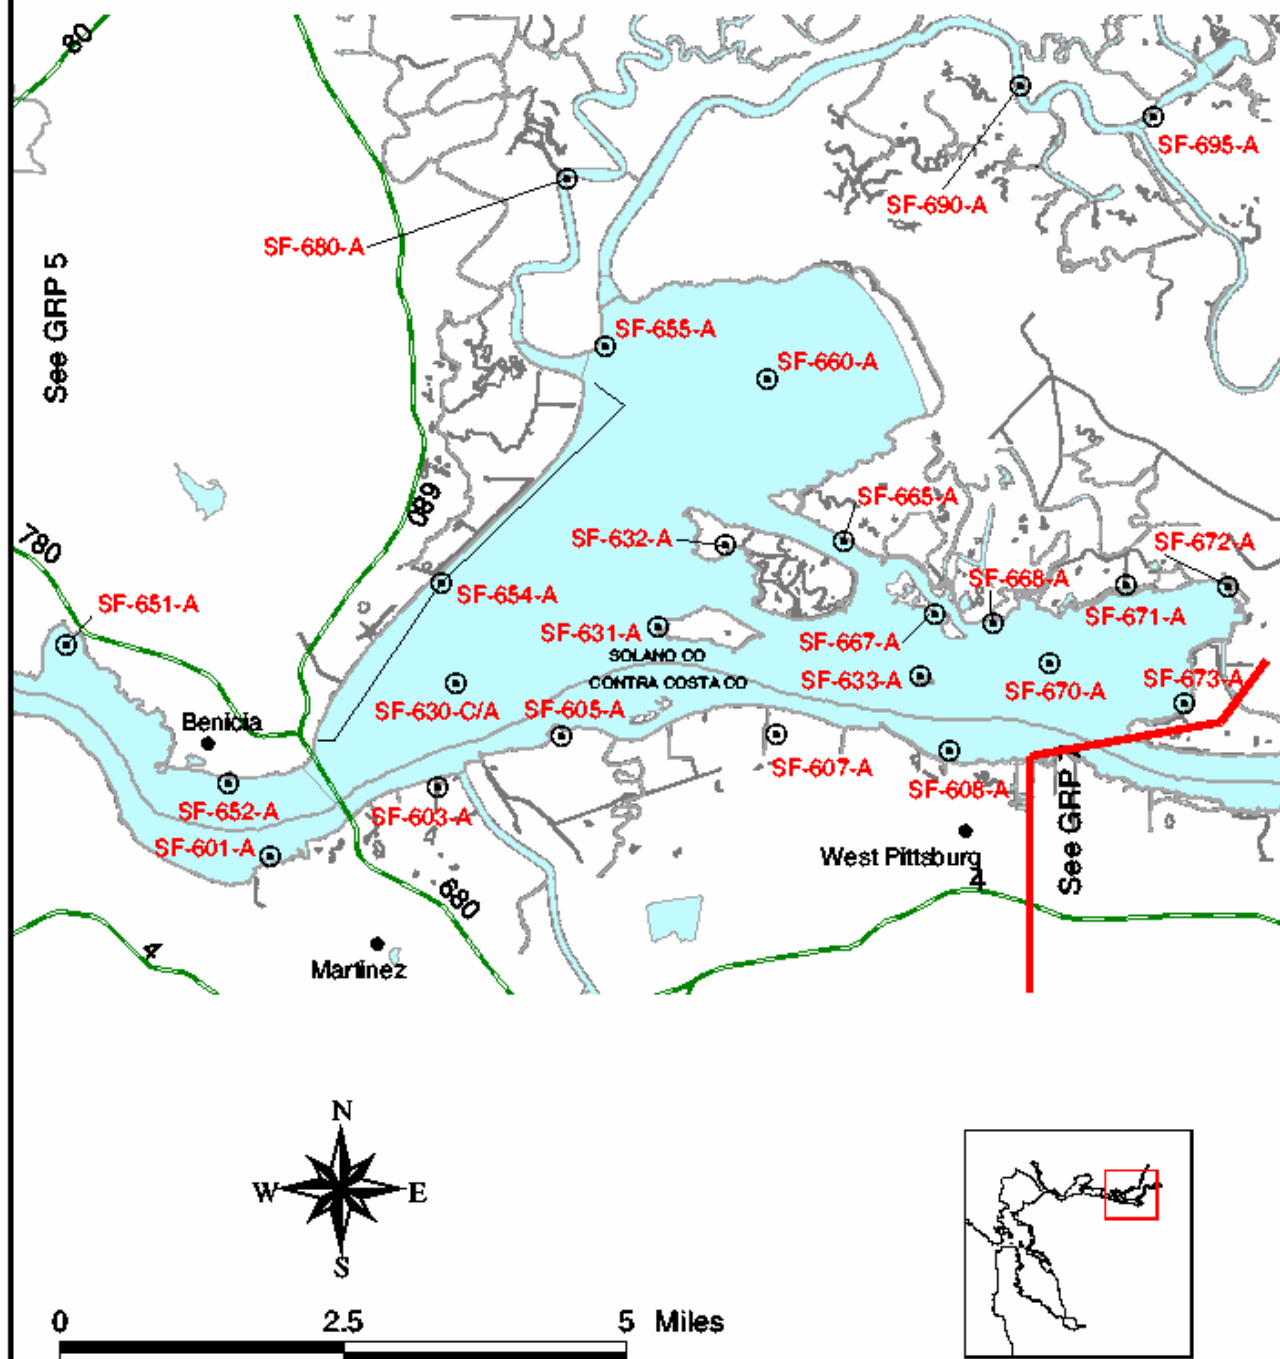 80
SF-695-A
SF-690-A
SF-680-A
See GRP 5
SF-655-A
SF-660-A
680
SF-665-A
SF-632-A
SF-672-A
780
SF-668-A
SF-654-A
SF-651-A
SF-671-A
SF-631-A
SF-667-A
SOLANO CO
CONTRA COSTA CO
SF-633-A
SF-670-A
SF-673-A
SF-630-C/A
SF-605-A
Benicia
SF-607-A
SF-608-A
SF-652-A
SF-603-A
See GRP 7
SF-601-A
West Pittsburg
4
680
4
Martinez
N
W E
S
0 2.5 5 Miles